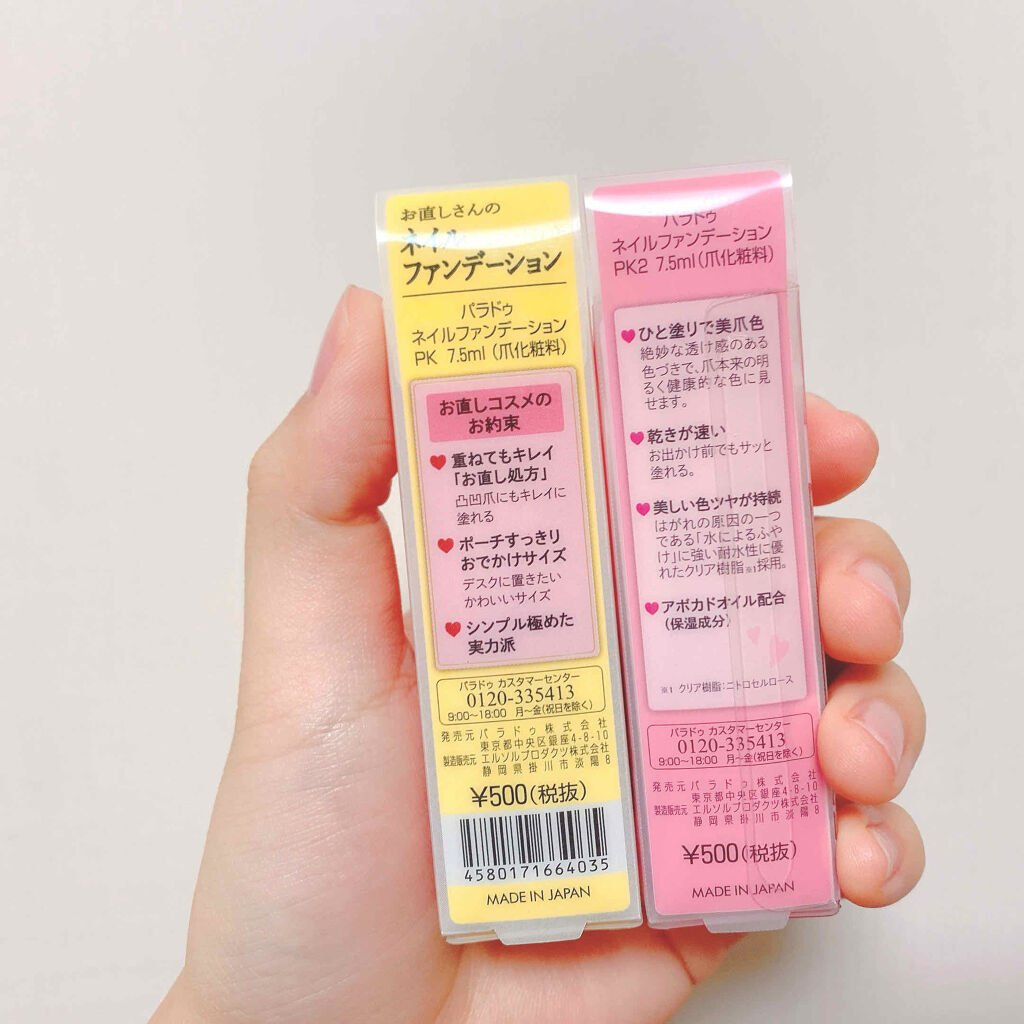 お直しさんの
ネイル
ファンデーション
パラドゥ
ネイルファンデーション
PK 7.5ml (爪化粧料)
お直しコスメの
お約束
重ねてもキレイ
「お直し処方」
凸凹爪にもキレイに
塗れる
ポーチすっきり
おでかけサイズ
デスクに置きたい
かわいいサイズ
シンプル極めた
実力派
パラドゥ カスタマーセンター
0120-335413
9:00〜18:00 月〜金(祝日を除く)
発売元 パラドゥ株式会社
東京都中央区銀座4-8-10
製造販売元 エルソルプロダクツ株式会社
静岡県掛川市淡陽8
¥500(税抜)
4580171664035
MADE IN JAPAN
パラドゥ
ネイルファンデーション
PK2 7.5ml(爪化粧料)
ひと塗りで美爪色
絶妙な透け感のある
色づきで、爪本来の明
るく健康的な色に見
せます。
乾きが速い
お出かけ前でもサッと
塗れる。
美しい色ツヤが持続
はがれの原因の一つ
である「水によるふや
け」に強い耐水性に優
れたクリア樹脂※1採用。
アボカドオイル配合
(保湿成分)
※1 クリア樹脂:ニトロセルロース
パラドゥ カスタマーセンター
0120-335413
9:00〜18:00 月〜金(祝日を除く)
発売元 パラドゥ株式会社
東京都中央区銀座4-8-10
製造販売元 エルソルプロダクツ株式会社
静岡県掛川市淡陽8
¥500(税抜)
MADE IN JAPAN